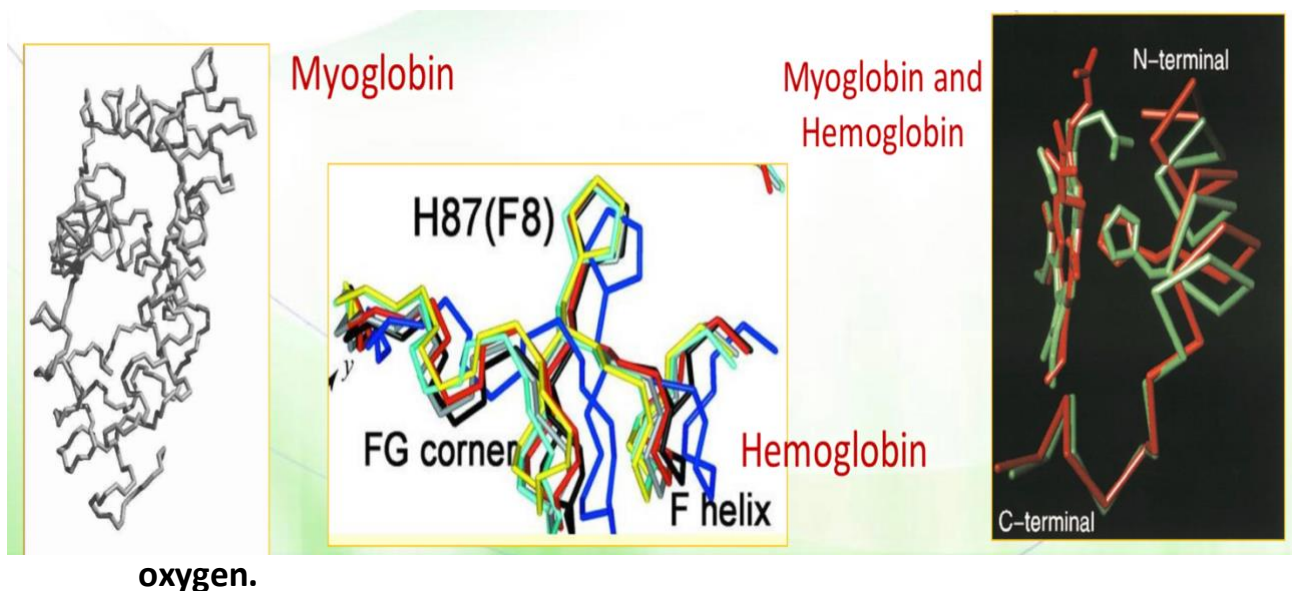 Myoglobin
Myoglobin and
Hemoglobin
N-terminal
H87(F8)
y
FG corner
Hemoglobin
F helix
C-terminal
oxygen.